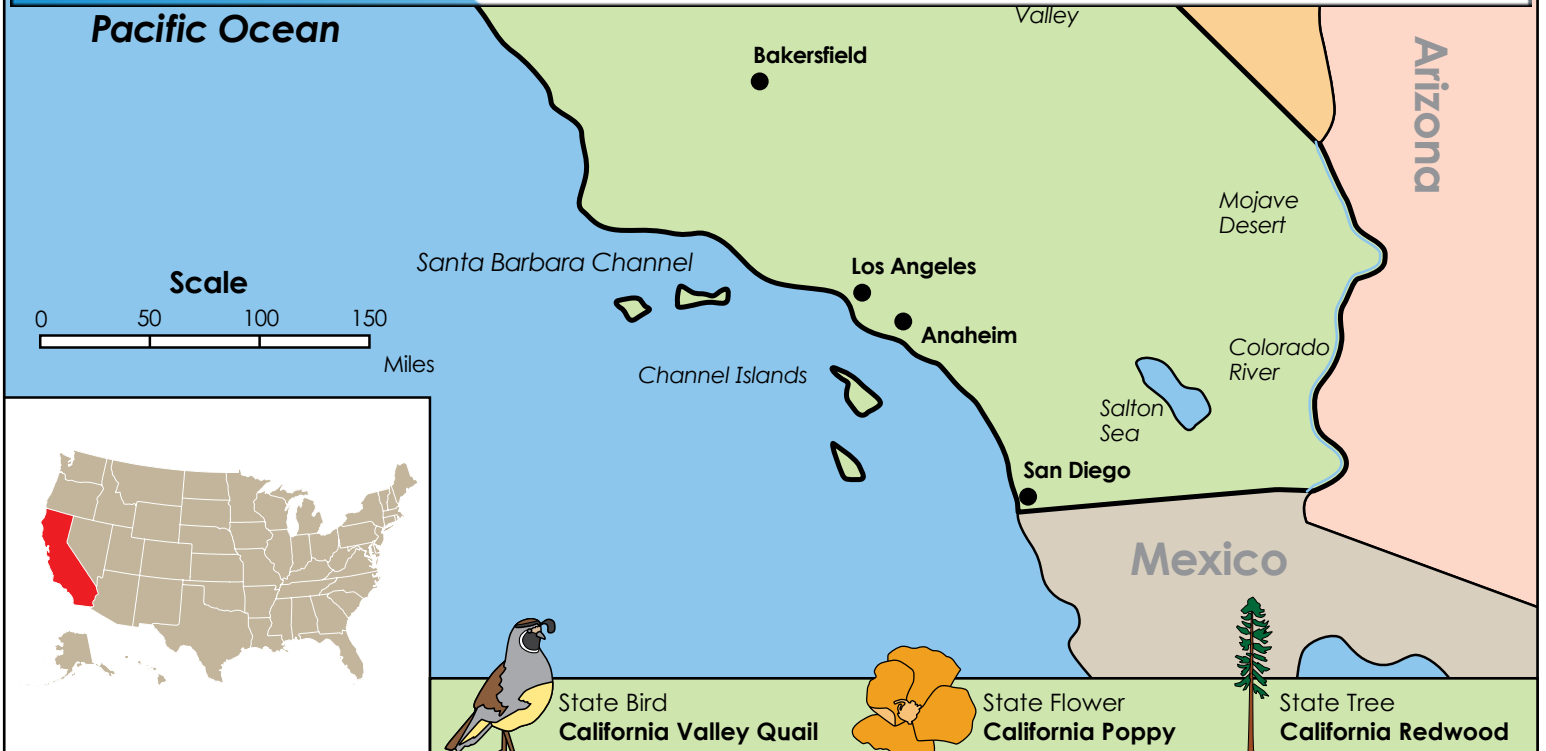 Valley
Pacific Ocean
Bakersfield
Arizona
Mojave
Desert
Santa Barbara Channel
Los Angeles
Scale
0 50 100 150
Miles
Anaheim
Channel Islands
Colorado
River
Salton
Sea
San Diego
Mexico
State Bird
California Valley Quail
State Flower
California Poppy
State Tree
California Redwood